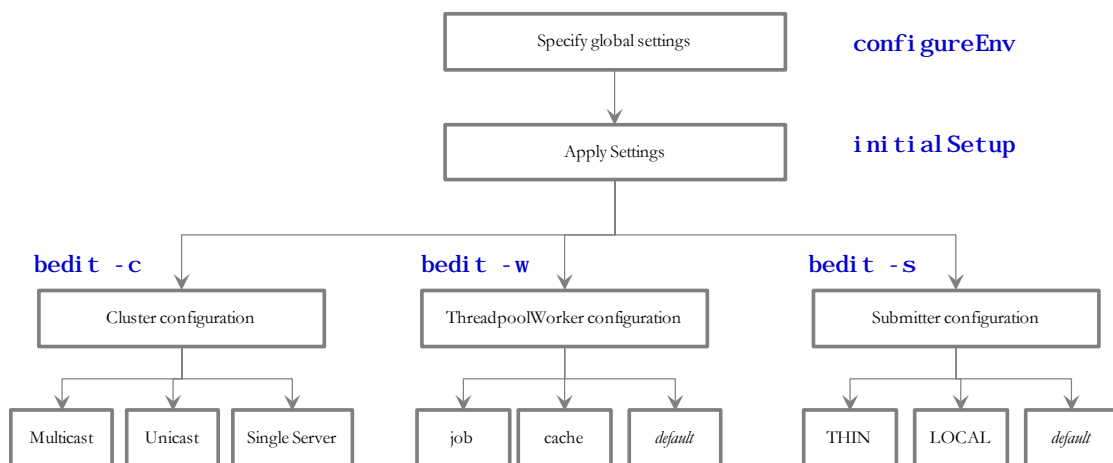 Specify global settings
configureEnv
Apply Settings
initialSetup
bedit -c
bedit -w
bedit -s
Cluster configuration
ThreadpoolWorker configuration
Submitter configuration
Multicast
Unicast
Single Server
job
cache
default
THIN
LOCAL
default